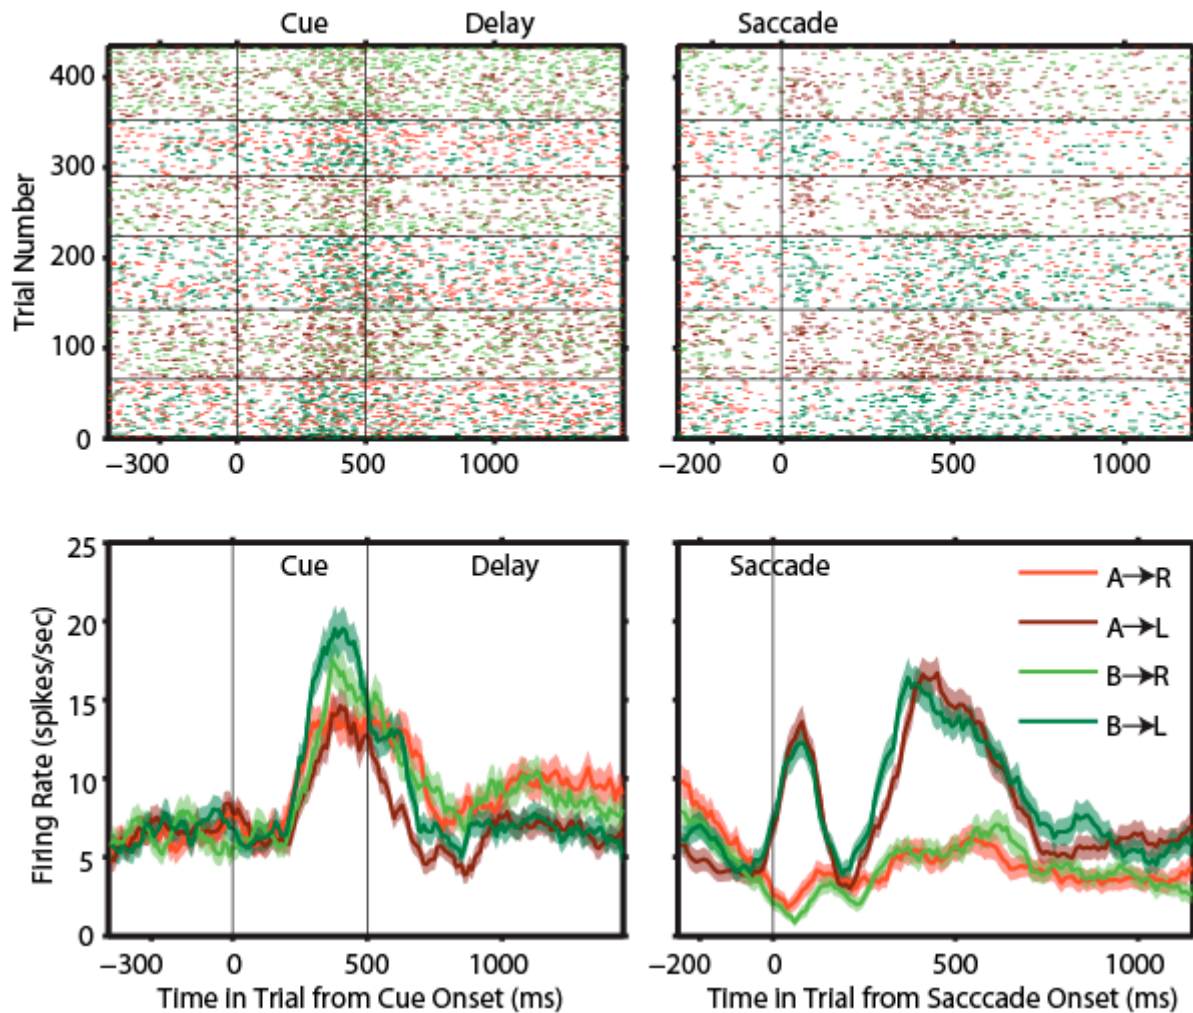 Cue Delay Saccade
400
300
200
100
0
Trial Number
−300 0 500 1000 −200 0 500 1000
25
20
15
10
5
0
Firing Rate (spikes/sec)
Cue Delay Saccade
A→R
A→L
B→R
B→L
−300 0 500 1000 −200 0 500 1000
Time in Trial from Cue Onset (ms) Time in Trial from Sacccade Onset (ms)